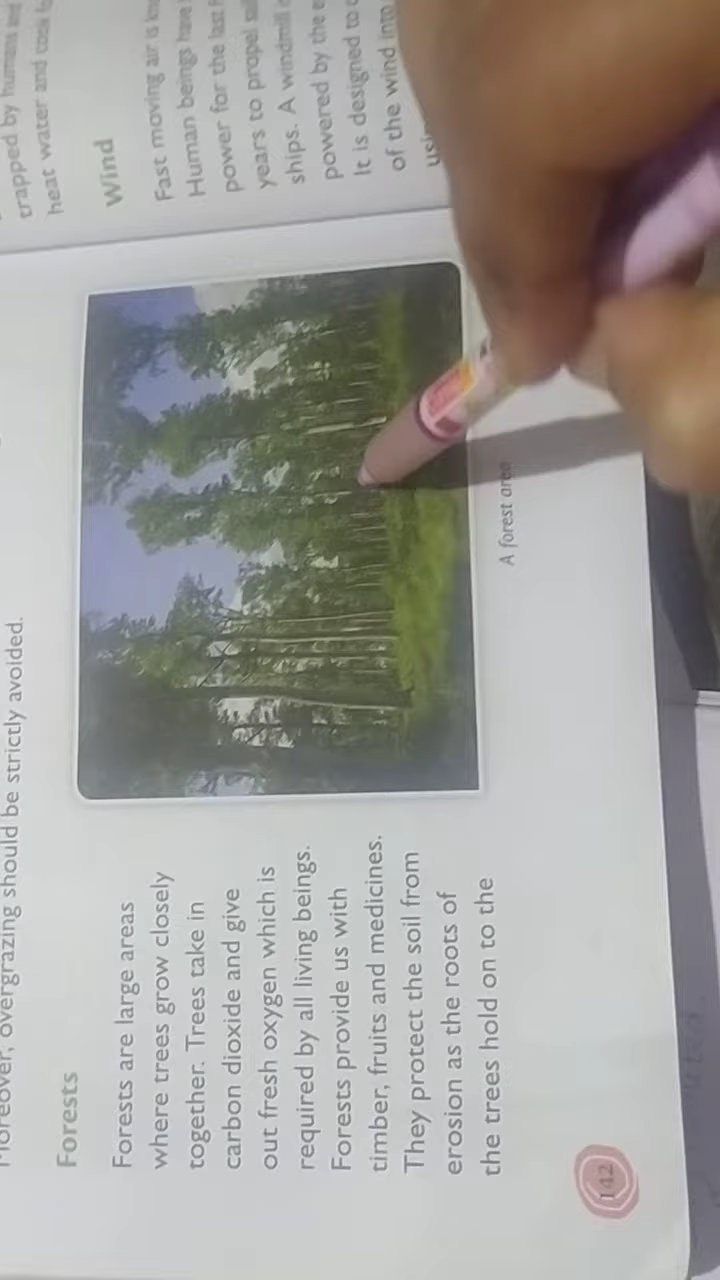 Moreover, overgrazing should be strictly avoided.
Forests
Forests are large areas
where trees grow closely
together. Trees take in
carbon dioxide and give
out fresh oxygen which is
required by all living beings.
Forests provide us with
timber, fruits and medicines.
They protect the soil from
erosion as the roots of
the trees hold on to the
A forest area
142
trapped by humans
heat water and cook
Wind
Fast moving air is
Human beings have
power for the last
years to propel
ships. A windmill
powered by the
It is designed to
of the wind into